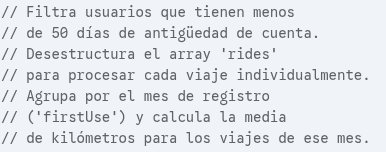 // Filtra usuarios que tienen menos
// de 50 días de antigüedad de cuenta.
// Desestructura el array 'rides'
// para procesar cada viaje individualmente.
// Agrupa por el mes de registro
// ('firstUse') y calcula la media
// de kilómetros para los viajes de ese mes.